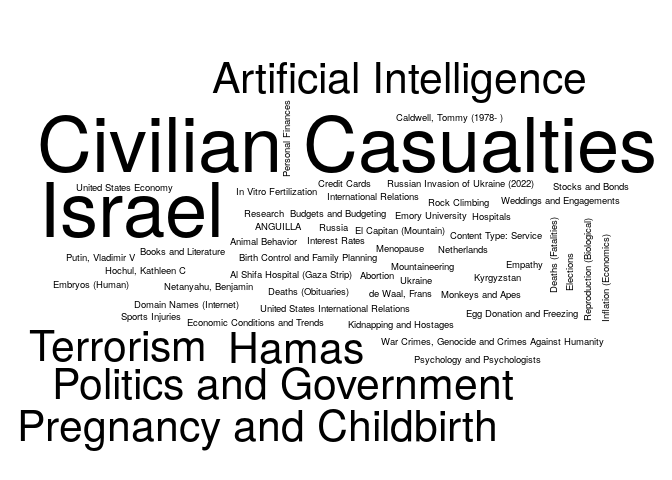 Artificial Intelligence
Personal Finances
Caldwell, Tommy (1978- )
Civilian Casualties
Israel
United States Economy
In Vitro Fertilization
Credit Cards
Russian Invasion of Ukraine (2022)
Stocks and Bonds
International Relations
Rock Climbing
Weddings and Engagements
Research
Budgets and Budgeting
Emory University
Hospitals
ANGUILLA
Russia
El Capitan (Mountain)
Content Type: Service
Animal Behavior
Interest Rates
Menopause
Netherlands
Deaths (Fatalities)
Elections
Reproduction (Biological)
Inflation (Economics)
Putin, Vladimir V
Books and Literature
Birth Control and Family Planning
Hochul, Kathleen C
Mountaineering
Empathy
Al Shifa Hospital (Gaza Strip)
Abortion
Ukraine
Kyrgyzstan
Embryos (Human)
Netanyahu, Benjamin
Deaths (Obituaries)
de Waal, Frans
Monkeys and Apes
Domain Names (Internet)
United States International Relations
Egg Donation and Freezing
Sports Injuries
Economic Conditions and Trends
Kidnapping and Hostages
Terrorism
Hamas
War Crimes, Genocide and Crimes Against Humanity
Psychology and Psychologists
Politics and Government
Pregnancy and Childbirth